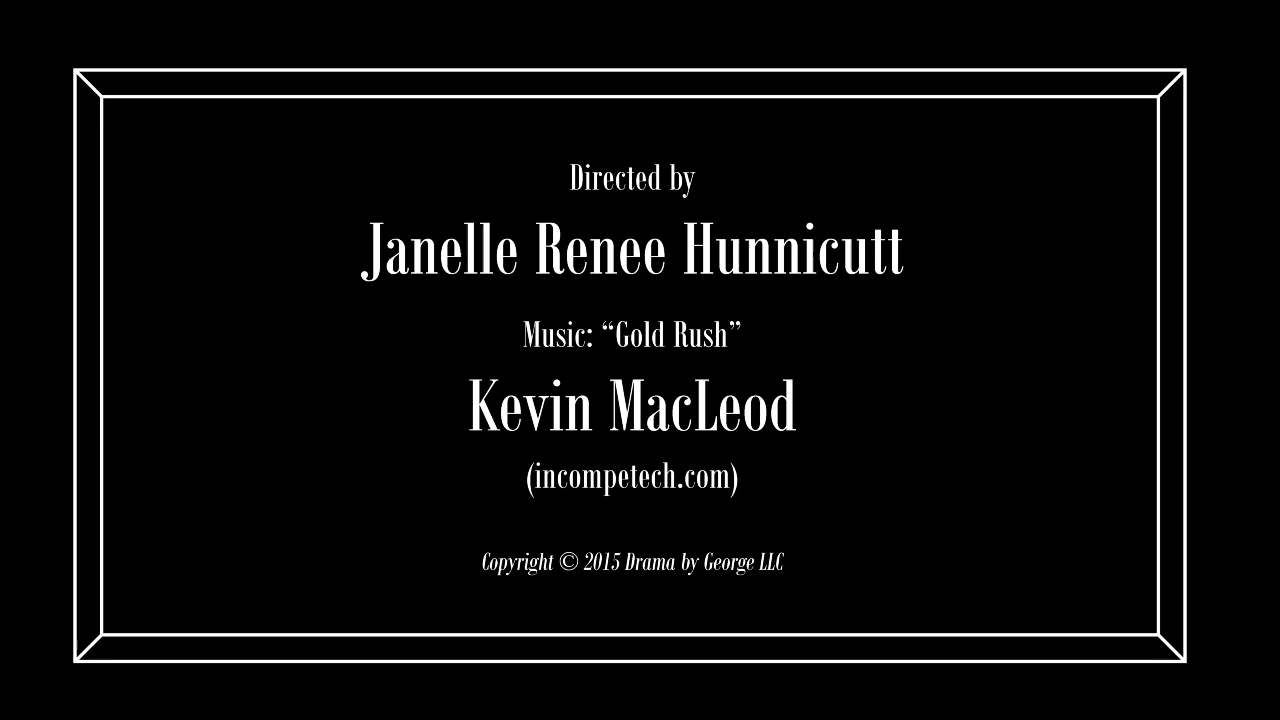 Directed by
Janelle Renee Hunnicutt
Music: “Gold Rush”
Kevin MacLeod
(incompetech.com)
Copyright © 2015 Drama by George LLC